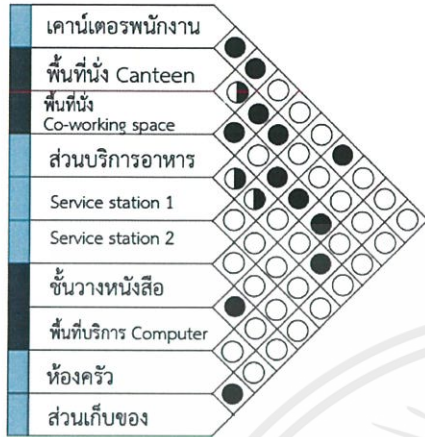 เคาน์เตอรพนักงาน
พื้นที่นั่ง Canteen
พื้นที่นั่ง
Co-working space
ส่วนบริการอาหาร
Service station 1
Service station 2
ชั้นวางหนังสือ
พื้นที่บริการ Computer
ห้องครัว
ส่วนเก็บของ